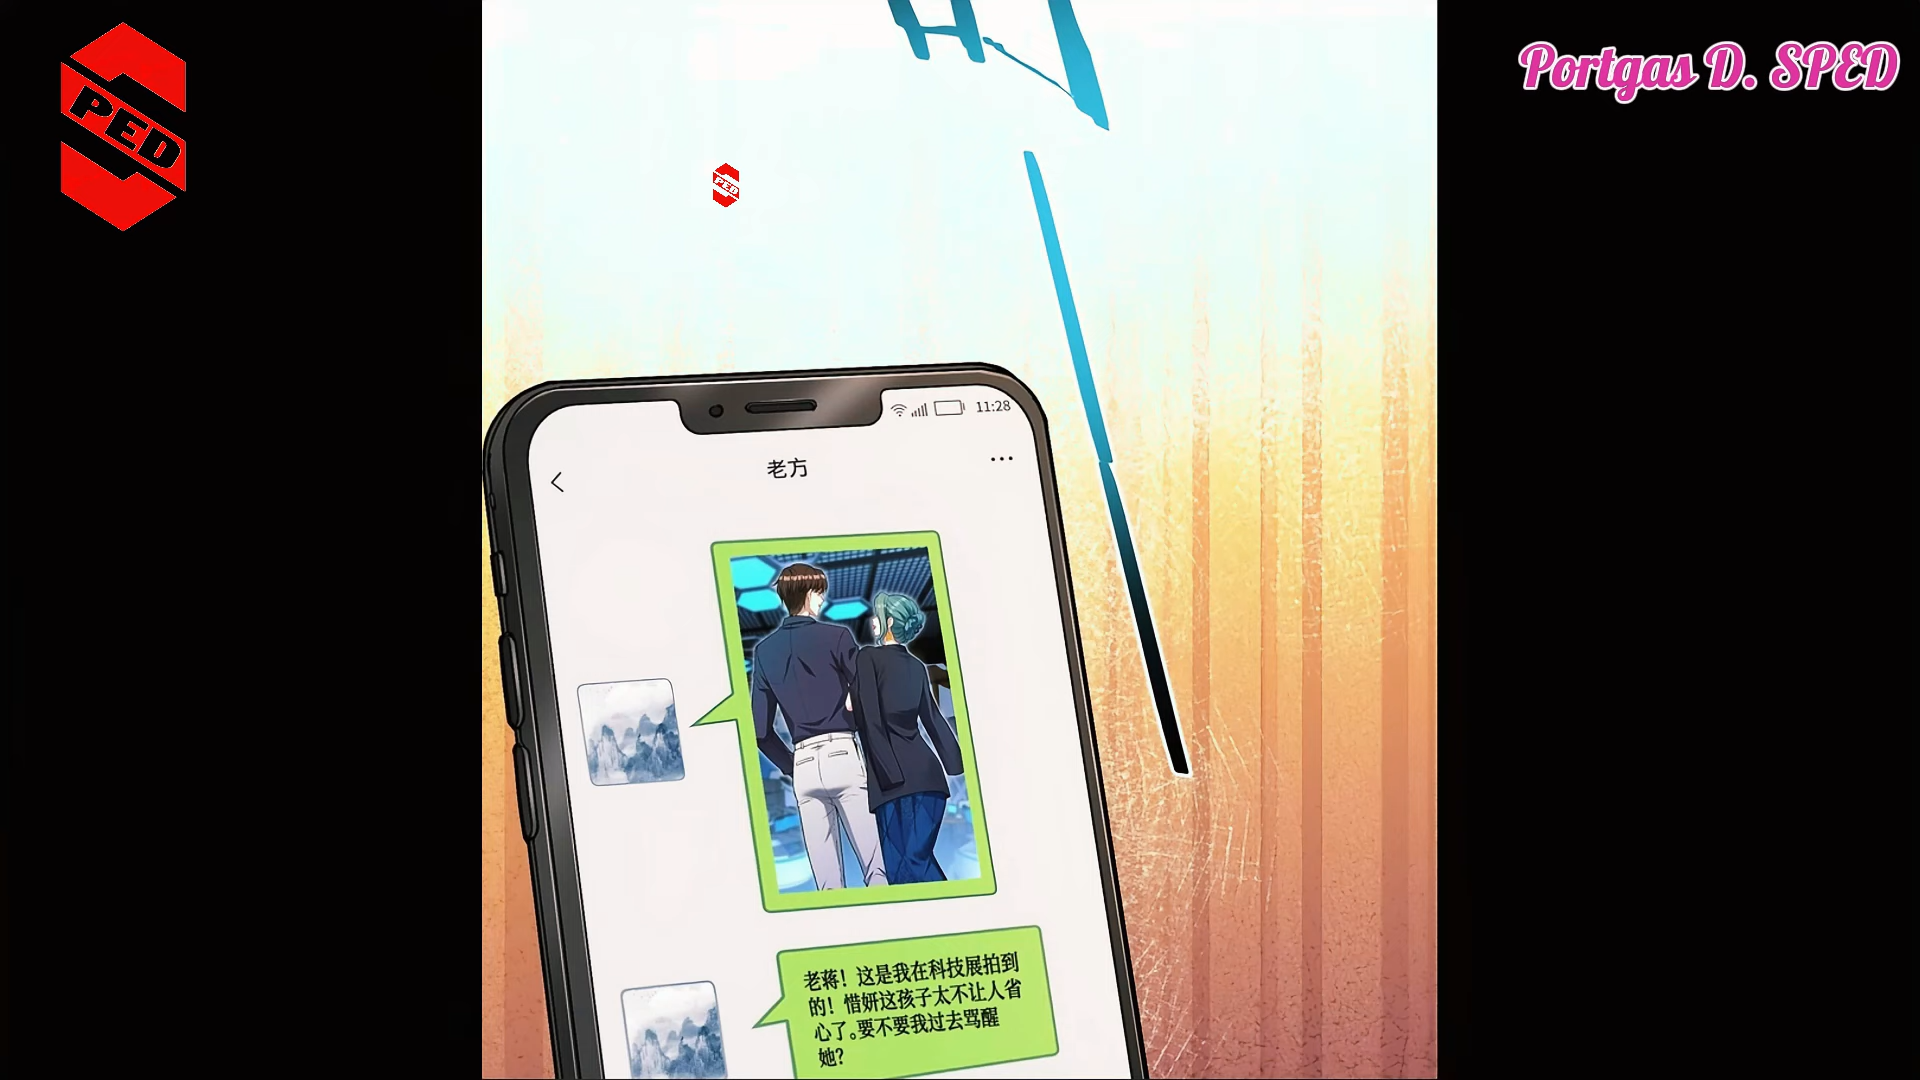 PED
Portgas D. SPED
PED
11:28
老方
老蒋！这是我在科技展拍到
的！惜妍这孩子太不让人省
心了。要不要我过去骂醒
她？